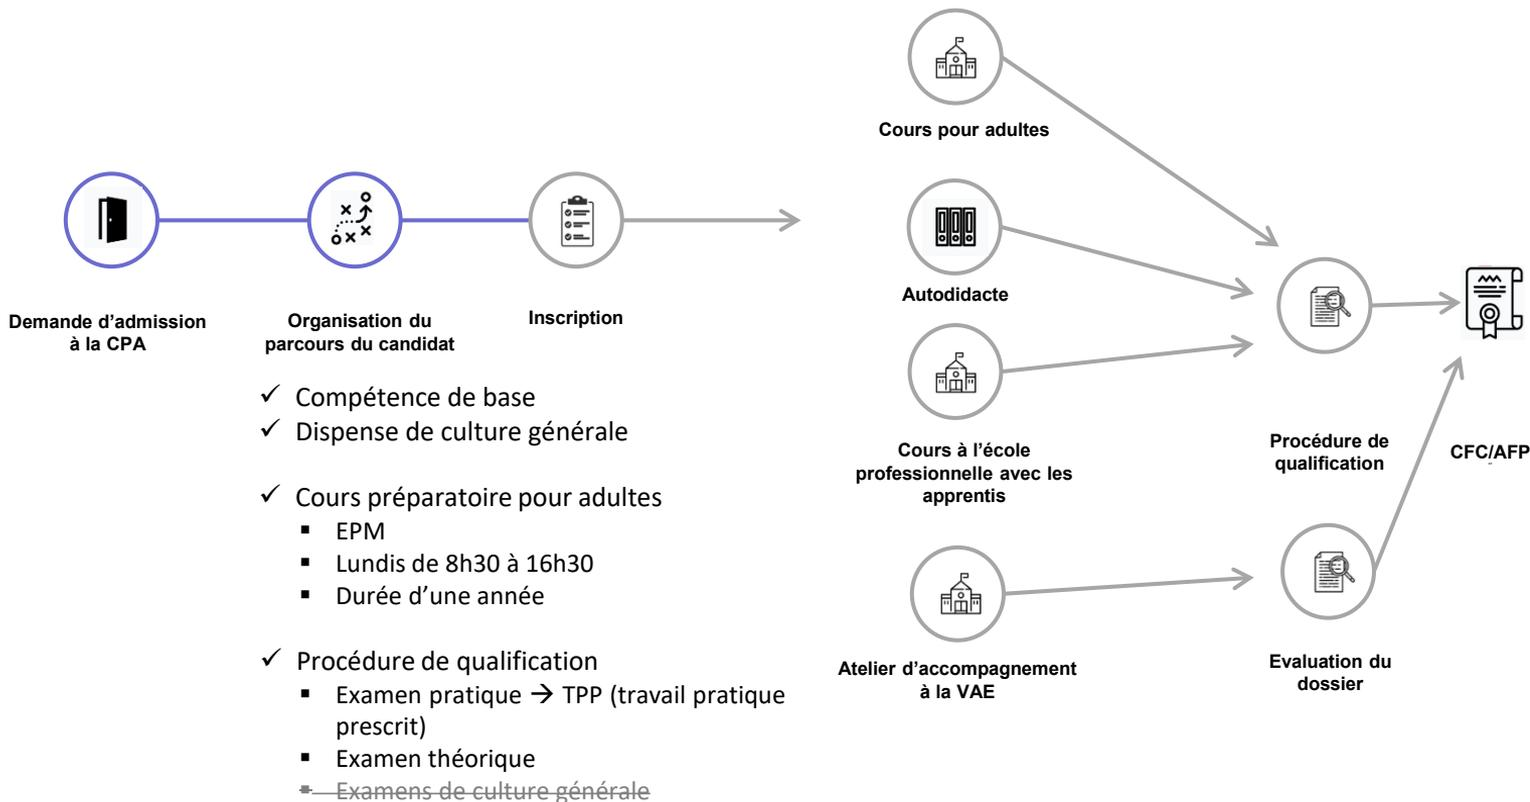 Demande d'admission
à la CPA
Organisation du
parcours du candidat
Inscription
✓ Compétence de base
✓ Dispense de culture générale
✓ Cours préparatoire pour adultes
▪ EPM
▪ Lundis de 8h30 à 16h30
▪ Durée d'une année
✓ Procédure de qualification
▪ Examen pratique → TPP (travail pratique
prescrit)
▪ Examen théorique
▪ Examens de culture générale
Cours pour adultes
Autodidacte
Cours à l'école
professionnelle avec les
apprentis
Atelier d'accompagnement
à la VAE
Procédure de
qualification
Evaluation du
dossier
CFC/AFP